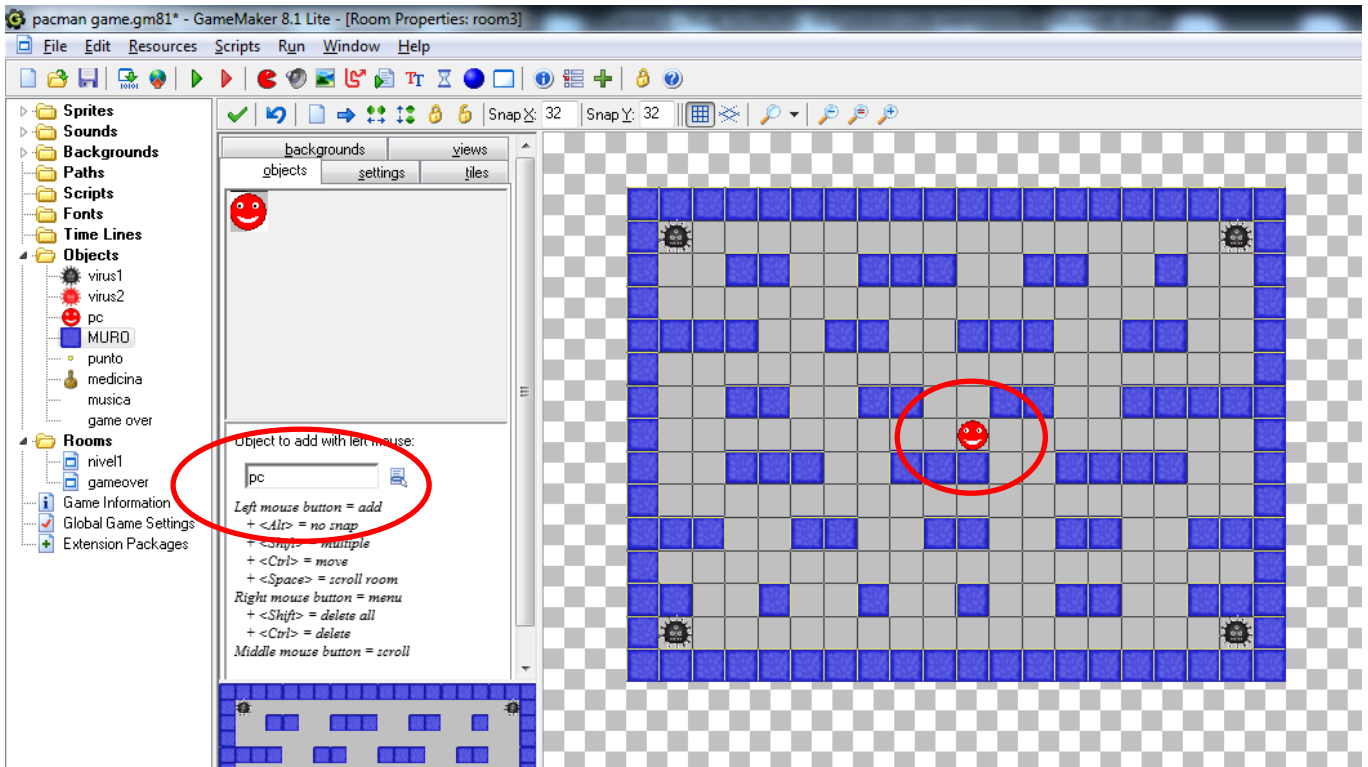 pacman game.gm81* - GameMaker 8.1 Lite - [Room Properties: room3]
File Edit Resources Scripts Run Window Help
Snap X: 32 Snap Y: 32
Sprites
Sounds
Backgrounds
Paths
Scripts
Fonts
Time Lines
Objects
virus1
virus2
pc
MURO
punto
medicina
musica
game over
Rooms
nivel1
gameover
Game Information
Global Game Settings
Extension Packages
backgrounds views
objects settings tiles
Object to add with left mouse:
pc
Left mouse button = add
+ <Alt> = no snap
+ <Shift> = multiple
+ <Ctrl> = move
+ <Space> = scroll room
Right mouse button = menu
+ <Shift> = delete all
+ <Ctrl> = delete
Middle mouse button = scroll